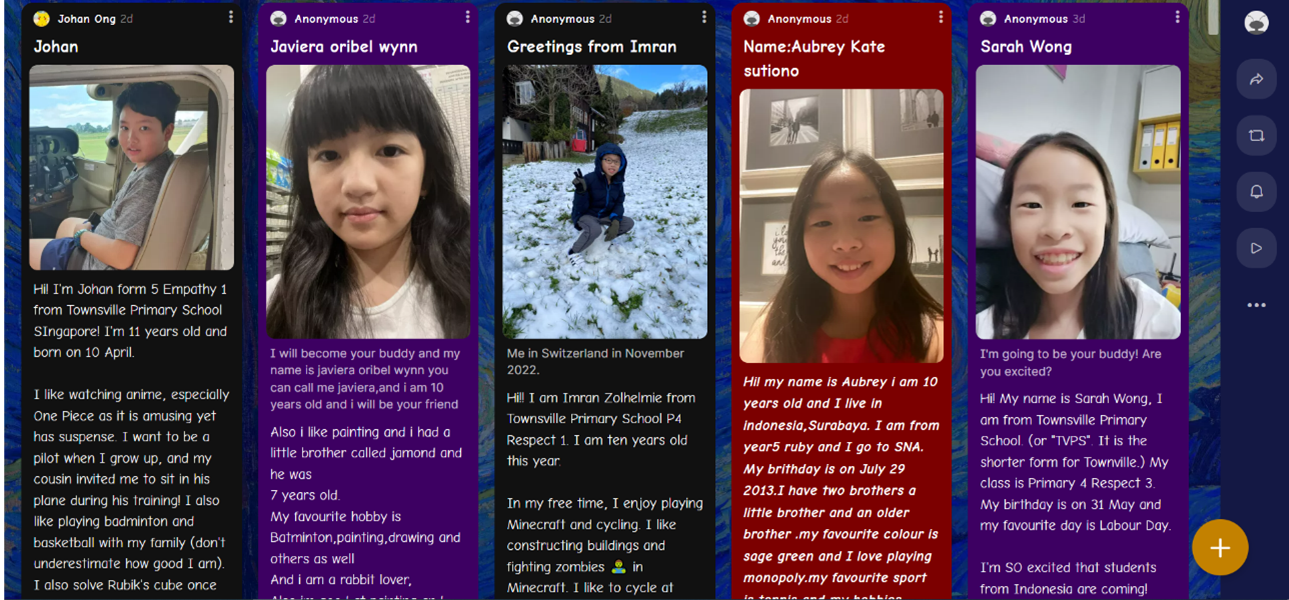 Johan Ong 2d
Johan
Hi! I'm Johan form 5 Empathy 1
from Townsville Primary School
SIngapore! I'm 11 years old and
born on 10 April.
I like watching anime, especially
One Piece as it is amusing yet
has suspense. I want to be a
pilot when I grow up, and my
cousin invited me to sit in his
plane during his training! I also
like playing badminton and
basketball with my family (don't
underestimate how good I am).
I also solve Rubik's cube once
Anonymous 2d
Javiera oribel wynn
I will become your buddy and my
name is javiera oribel wynn you
can call me javiera,and i am 10
years old and i will be your friend
Also i like painting and i had a
little brother called jamond and
he was
7 years old.
My favourite hobby is
Batminton,painting,drawing and
others as well
And i am a rabbit lover,
Anonymous 2d
Greetings from Imran
Me in Switzerland in November
2022.
Hi!! I am Imran Zolhelmie from
Townsville Primary School P4
Respect 1. I am ten years old
this year.
In my free time, I enjoy playing
Minecraft and cycling. I like
constructing buildings and
fighting zombies 🧟‍♂️ in
Minecraft. I like to cycle at
Anonymous 2d
Name:Aubrey Kate
sutiono
Hi! my name is Aubrey i am 10
years old and I live in
indonesia,Surabaya. I am from
year5 ruby and I go to SNA.
My brithday is on July 29
2013.I have two brothers a
little brother and an older
brother .my favourite colour is
sage green and I love playing
monopoly.my favourite sport
is tennis and my hobbies
Anonymous 3d
Sarah Wong
I'm going to be your buddy! Are
you excited?
Hi! My name is Sarah Wong, I
am from Townville Primary
School. (or "TVPS". It is the
shorter form for Townville.) My
class is Primary 4 Respect 3.
My birthday is on 31 May and
my favourite day is Labour Day.
I'm SO excited that students
from Indonesia are coming!